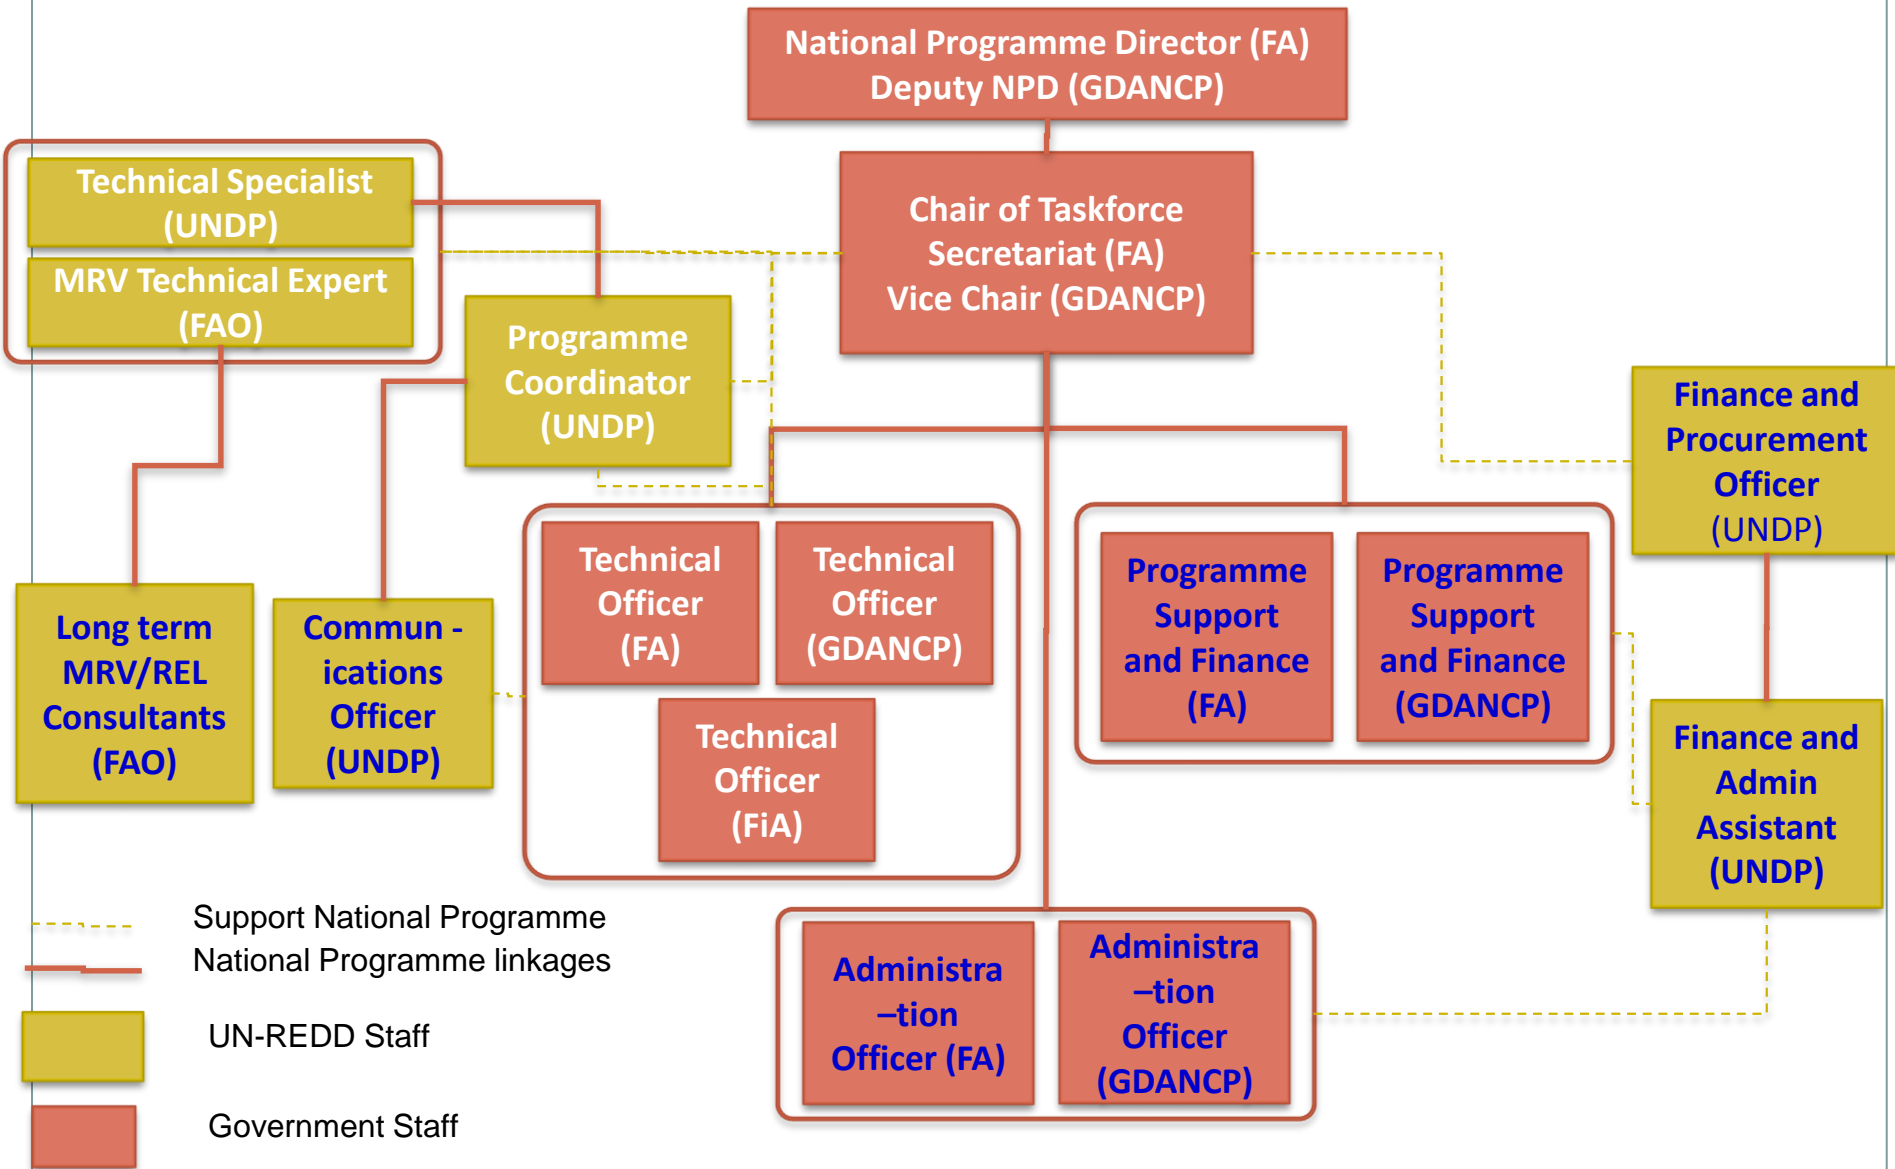 National Programme Director (FA)
Deputy NPD (GDANCP)
Technical Specialist
(UNDP)
MRV Technical Expert
(FAO)
Chair of Taskforce
Secretariat (FA)
Vice Chair (GDANCP)
Programme
Coordinator
(UNDP)
Finance and
Procurement
Officer
(UNDP)
Long term
MRV/REL
Consultants
(FAO)
Commun -
ications
Officer
(UNDP)
Technical
Officer
(FA)
Technical
Officer
(GDANCP)
Technical
Officer
(FiA)
Programme
Support
and Finance
(FA)
Programme
Support
and Finance
(GDANCP)
Finance and
Admin
Assistant
(UNDP)
Administra
–tion
Officer (FA)
Administra
–tion
Officer
(GDANCP)
Support National Programme
National Programme linkages
UN-REDD Staff
Government Staff